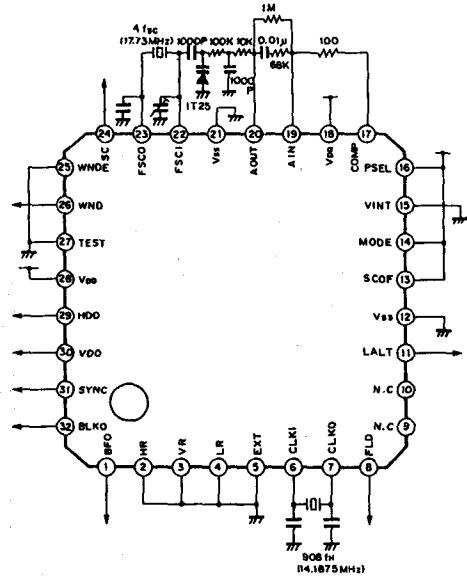 1M
4 fsc
(17.73MHz)
1000P
100K
10K
0.01μ
68K
100
1000
P
1T25
24
23
22
21
20
19
18
17
SC
FSCO
FSCI
Vss
AOUT
AIN
VDD
COMP
25 WNDE
26 WND
27 TEST
28 VDD
29 HDD
30 VDO
31 SYNC
32 BLKO
PSEL 16
VINT 15
MODE 14
SCOF 13
Vss 12
LALT 11
N.C 10
N.C 9
BFO
HR
VR
LR
EXT
CLKI
CLKO
FLD
1
2
3
4
5
6
7
8
908 fH
(14.1875MHz)